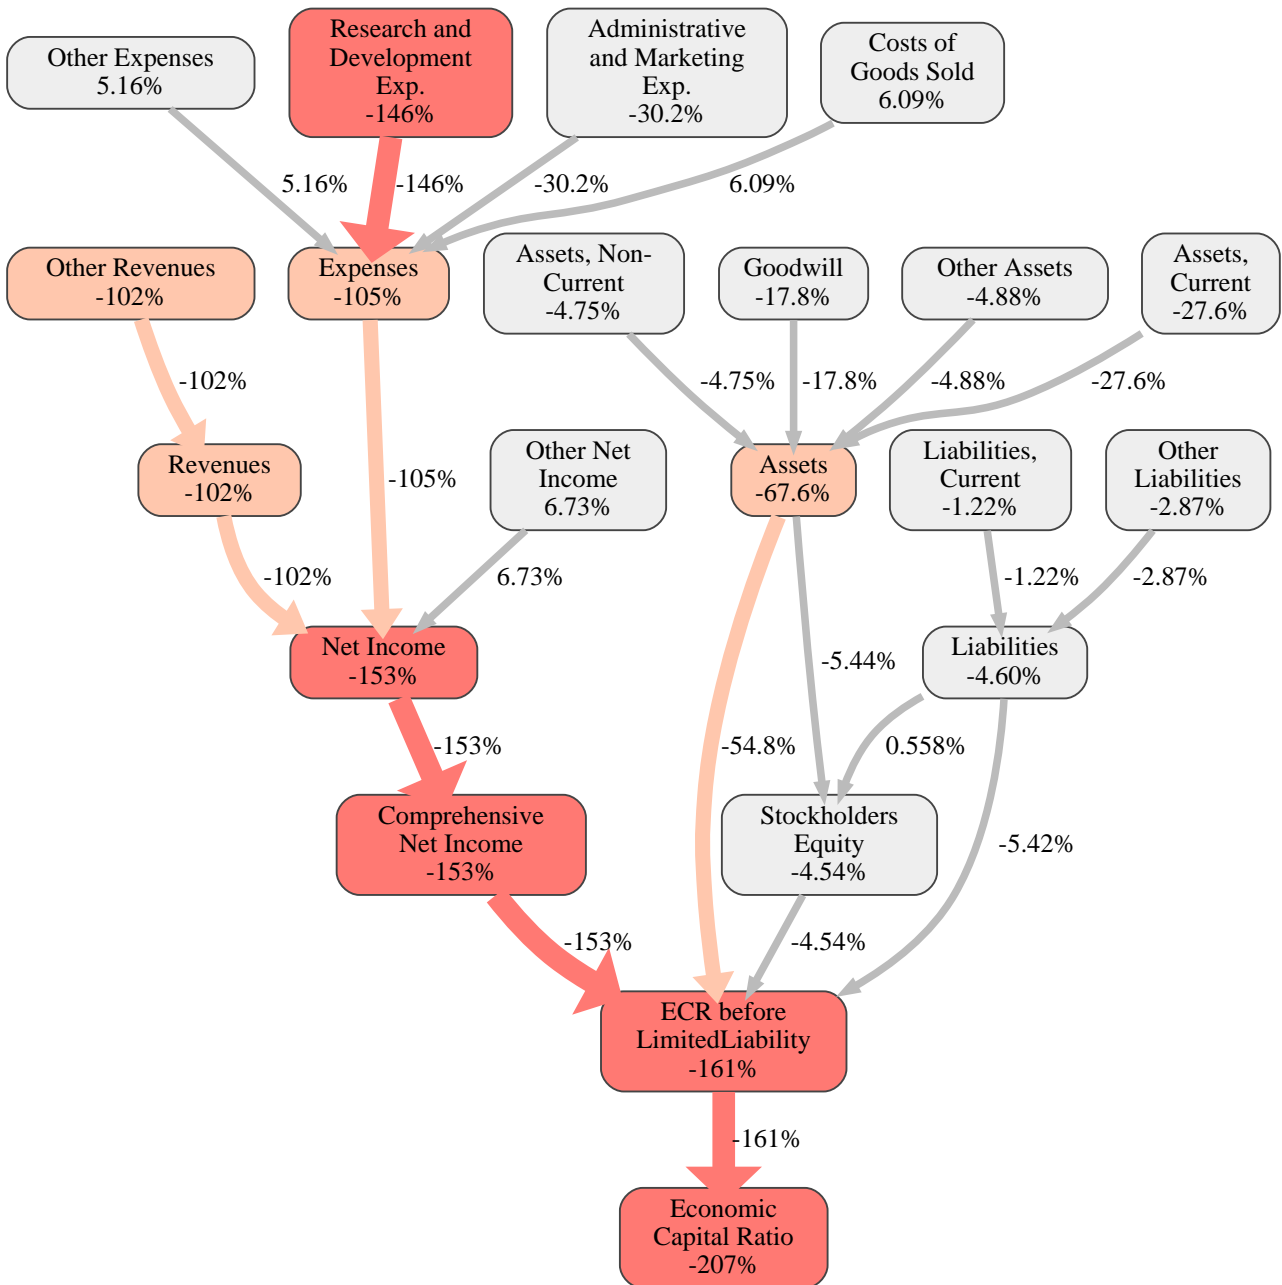 Other Expenses
5.16%
Research and
Development
Exp.
-146%
Administrative
and Marketing
Exp.
-30.2%
Costs of
Goods Sold
6.09%
5.16%
-146%
-30.2%
6.09%
Other Revenues
-102%
Expenses
-105%
Assets, Non-
Current
-4.75%
Goodwill
-17.8%
Other Assets
-4.88%
Assets,
Current
-27.6%
-102%
-4.75%
-17.8%
-4.88%
-27.6%
Revenues
-102%
-105%
Other Net
Income
6.73%
Assets
-67.6%
Liabilities,
Current
-1.22%
Other
Liabilities
-2.87%
-102%
6.73%
-1.22%
-2.87%
Net Income
-153%
-5.44%
Liabilities
-4.60%
-153%
-54.8%
0.558%
Comprehensive
Net Income
-153%
Stockholders
Equity
-4.54%
-5.42%
-153%
-4.54%
ECR before
LimitedLiability
-161%
-161%
Economic
Capital Ratio
-207%